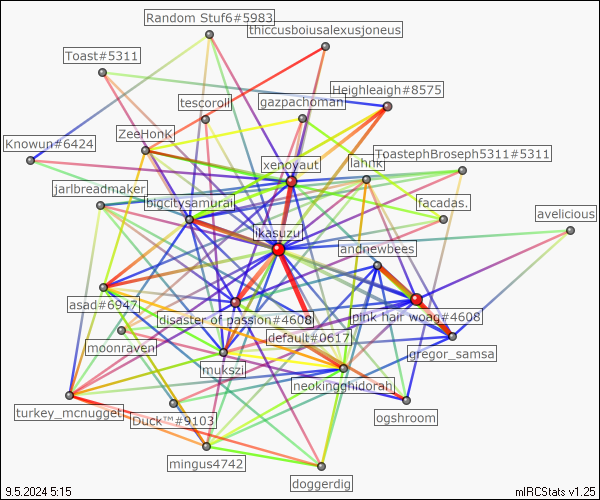 Random Stuf6#5983
thiccusboiusalexusjoneus
Toast#5311
Heighleaigh#8575
tescoroll
gazpachoman
ZeeHonK
Knowun#6424
xenoyaut
lahnk
ToastephBroseph5311#5311
jarlbreadmaker
bigcitysamurai
facadas.
avelicious
ikasuzu
andnewbees
asad#6947
disaster of passion#4608
pink hair woag#4608
default#0617
moonraven
gregor_samsa
mukszi
neokingghidorah
turkey_mcnugget
Duck™#9103
ogshroom
mingus4742
doggerdig
9.5.2024 5:15
mIRCStats v1.25